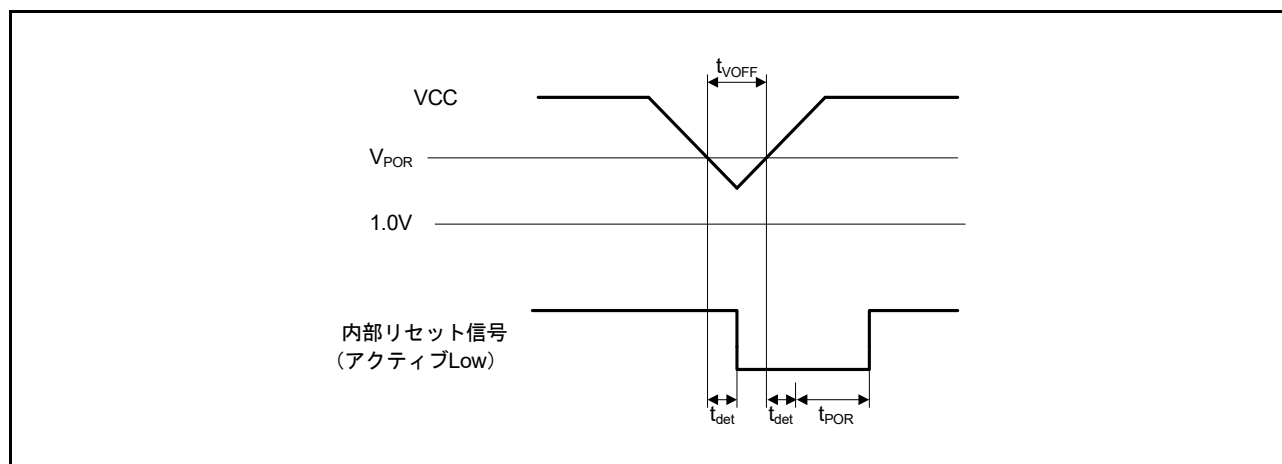 tVOFF
VCC
VPOR
1.0V
内部リセット信号
(アクティブLow)
tdet tdet tPOR